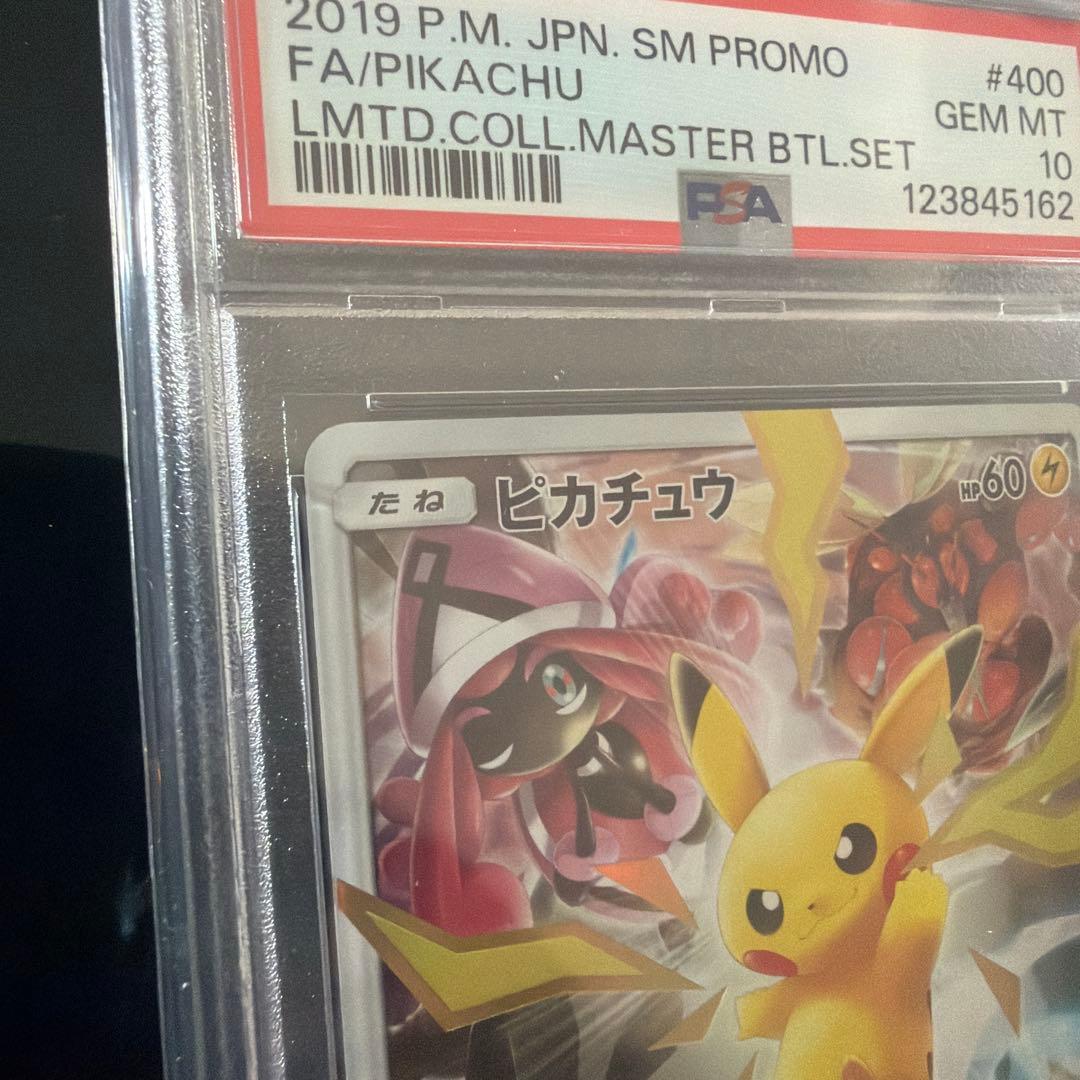 2019 P.M. JPN. SM PROMO #400
FA/PIKACHU GEM MT
LMTD.COLL.MASTER BTL.SET 10
PSA 123845162
たね ピカチュウ HP60